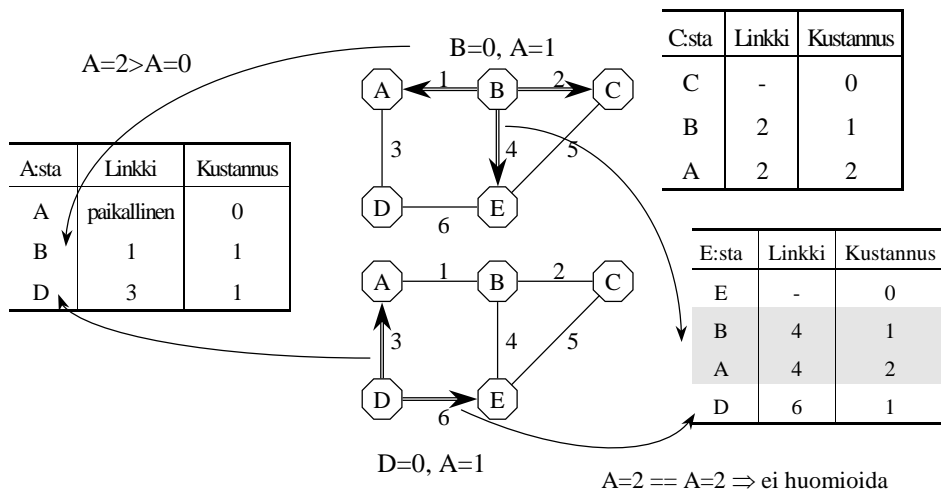 B=0, A=1
A=2>A=0
C:sta Linkki Kustannus
C - 0
B 2 1
A 2 2
A 1 B 2 C
3 4 5
D 6 E
A:sta Linkki Kustannus
A paikallinen 0
B 1 1
D 3 1
E:sta Linkki Kustannus
E - 0
B 4 1
A 4 2
D 6 1
A 1 B 2 C
3 4 5
D 6 E
D=0, A=1
A=2 == A=2 ⇒ ei huomioida